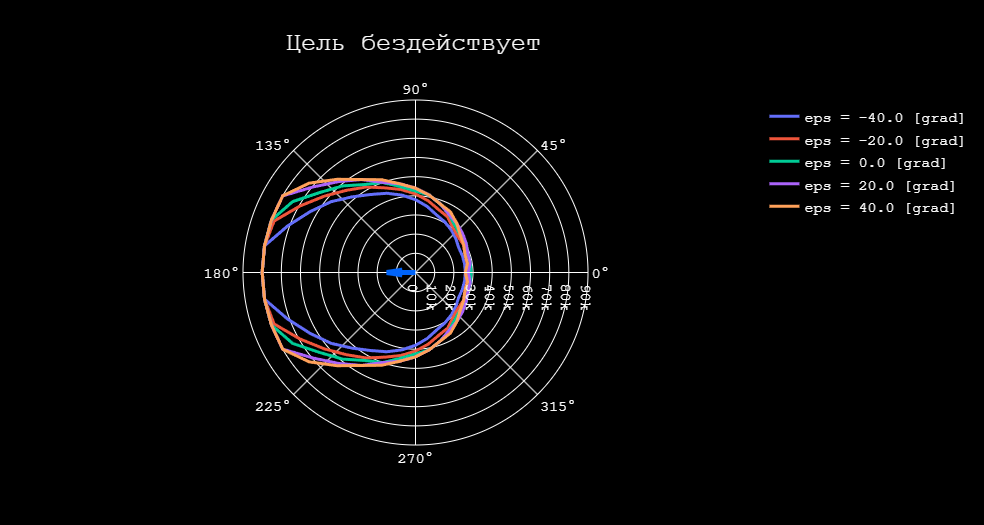 Цель бездействует
90°
135°
45°
180°
0°
0
10k
20k
30k
40k
50k
60k
70k
80k
90k
225°
315°
270°
eps = -40.0 [grad]
eps = -20.0 [grad]
eps = 0.0 [grad]
eps = 20.0 [grad]
eps = 40.0 [grad]